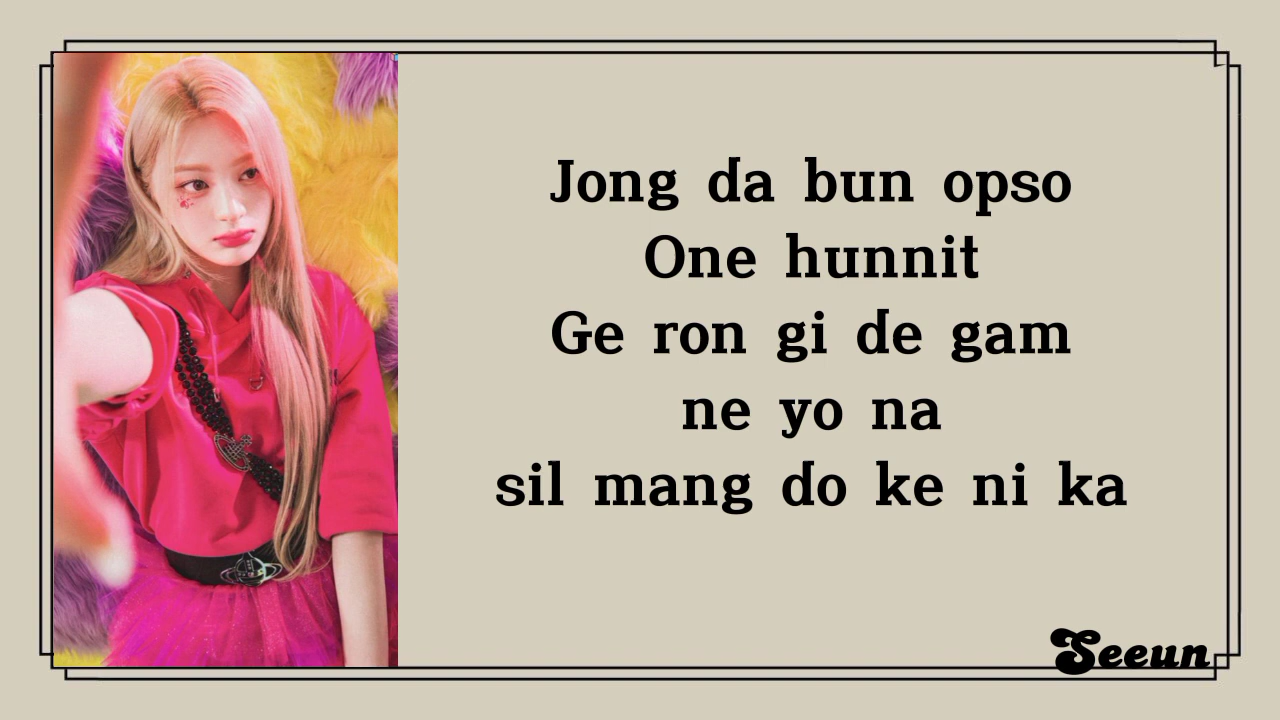 Jong da bun opso
One hunnit
Ge ron gi de gam
ne yo na
sil mang do ke ni ka
Seeun